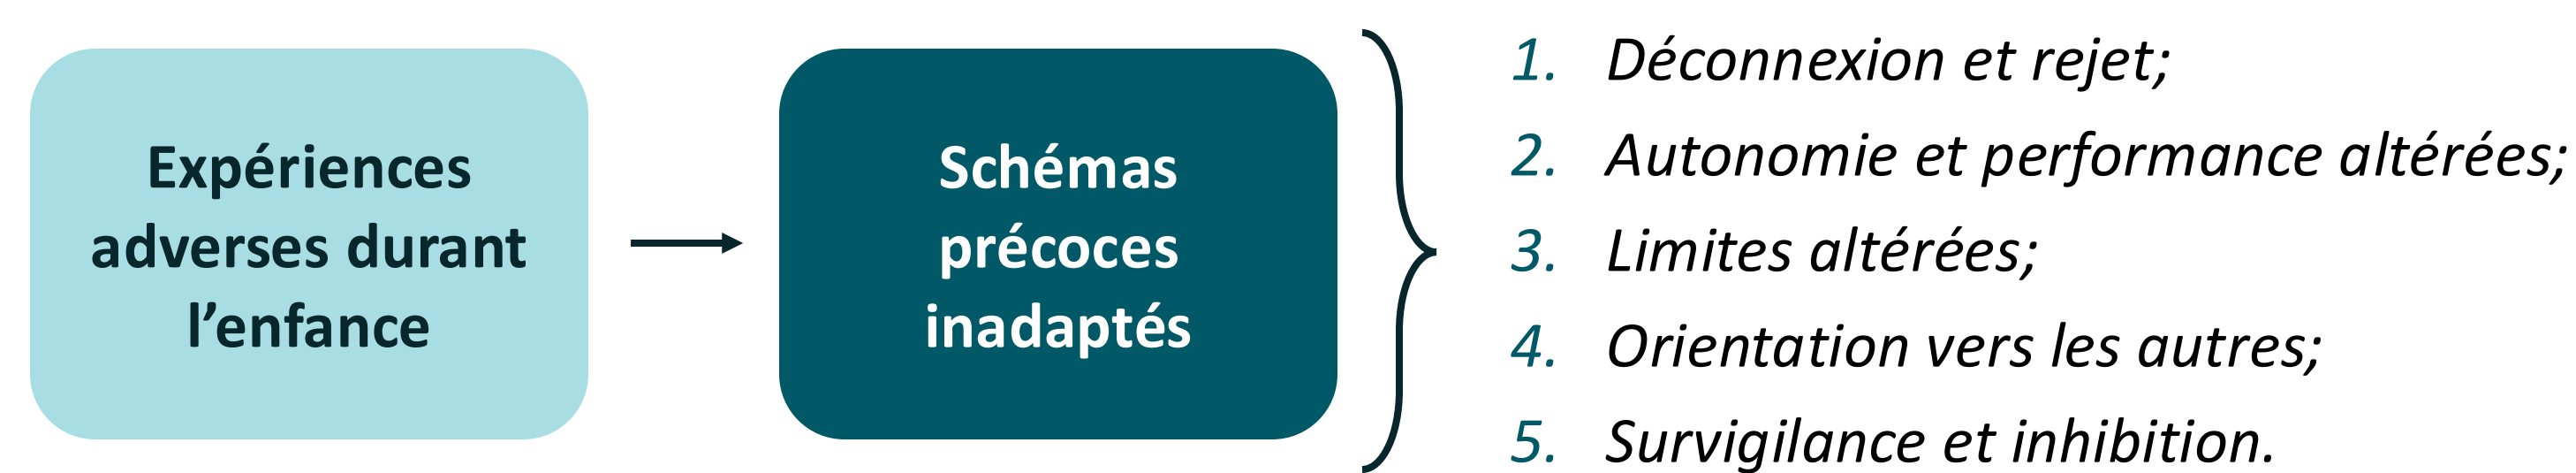 Expériences
adverses durant
l’enfance
Schémas
précoces
inadaptés
1. Déconnexion et rejet;
2. Autonomie et performance altérées;
3. Limites altérées;
4. Orientation vers les autres;
5. Survigilance et inhibition.